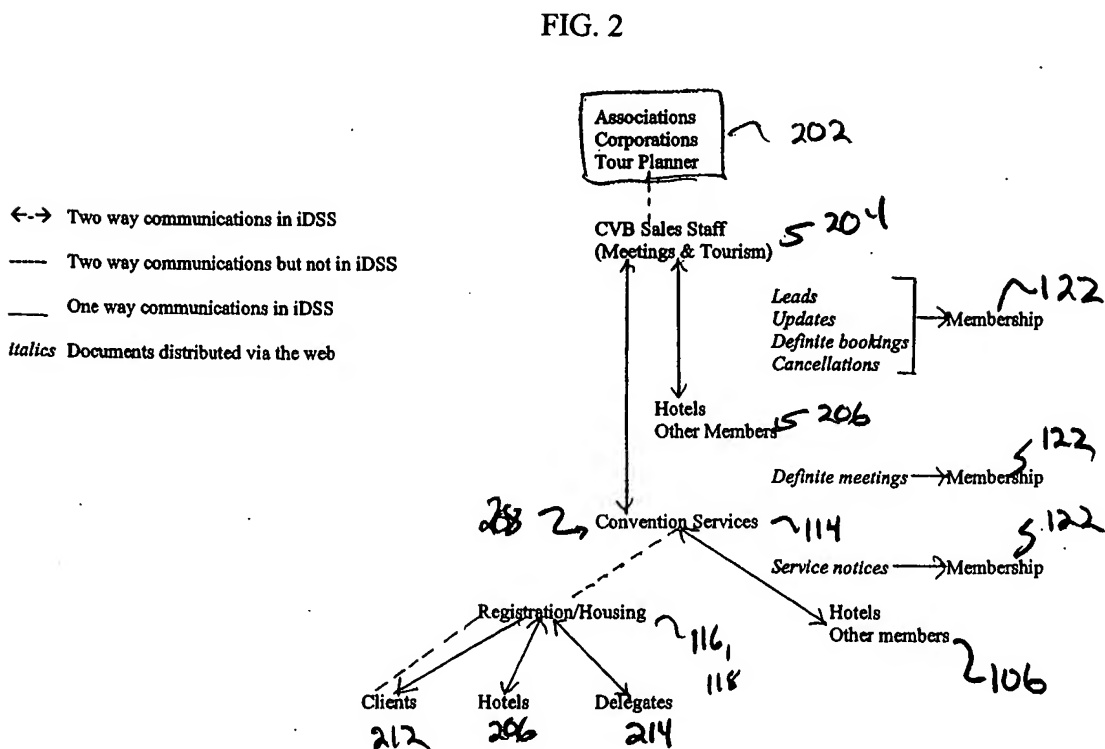 FIG. 2
Associations
Corporations
Tour Planner
202
CVB Sales Staff
(Meetings & Tourism)
204
Two way communications in iDSS
Two way communications but not in iDSS
One way communications in iDSS
Italics Documents distributed via the web
Leads
Updates
Definite bookings
Cancellations
Membership
122
Hotels
Other Members
206
Definite meetings
Membership
122
208
Convention Services
114
Service notices
Membership
122
Registration/Housing
116,
118
Hotels
Other members
106
Clients
Hotels
Delegates
212
206
214